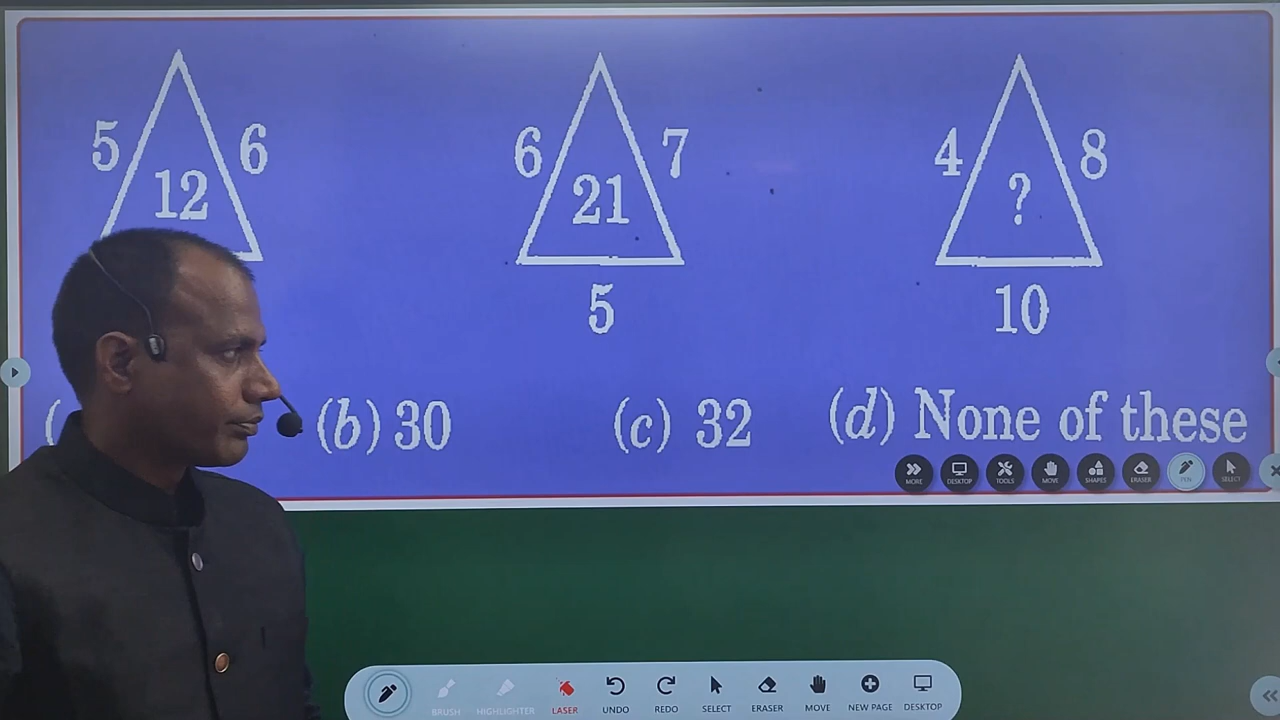 5 6 6 7 4 8
12 21 ?
5 10
( (b) 30 (c) 32 (d) None of these
MORE DESKTOP TOOLS MOVE SHAPES ERASER PEN SELECT
BRUSH HIGHLIGHTER LASER UNDO REDO SELECT ERASER MOVE NEW PAGE DESKTOP